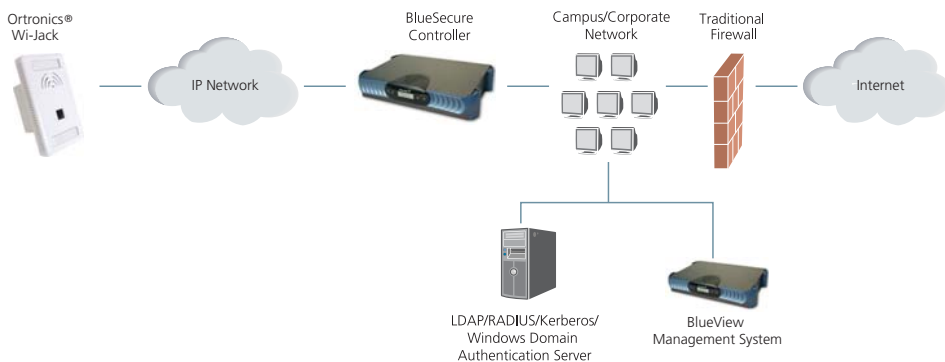 Ortronics®
Wi-Jack
IP Network
BlueSecure
Controller
Campus/Corporate
Network
Traditional
Firewall
Internet
LDAP/RADIUS/Kerberos/
Windows Domain
Authentication Server
BlueView
Management System